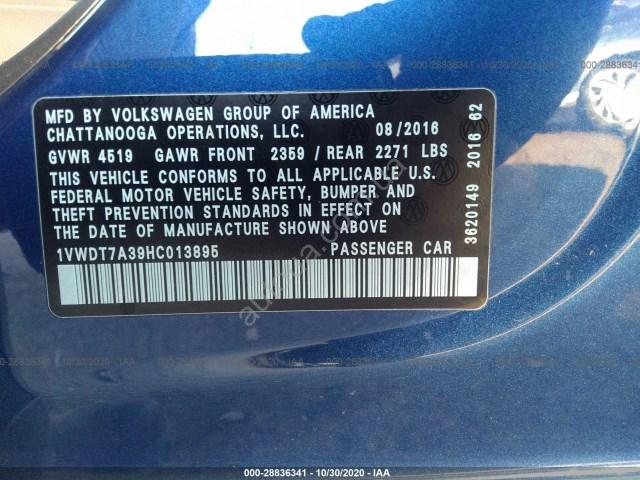 MFD BY VOLKSWAGEN GROUP OF AMERICA
CHATTANOOGA OPERATIONS, LLC. 08/2016
GVWR 4519 GAWR FRONT 2359 / REAR 2271 LBS
THIS VEHICLE CONFORMS TO ALL APPLICABLE U.S.
FEDERAL MOTOR VEHICLE SAFETY, BUMPER AND
THEFT PREVENTION STANDARDS IN EFFECT ON
THE DATE OF MANUFACTURE SHOWN ABOVE
1VWDT7A39HC013895 PASSENGER CAR
3620149 2016 62
000-28836341 | 10/30/2020 - IAA